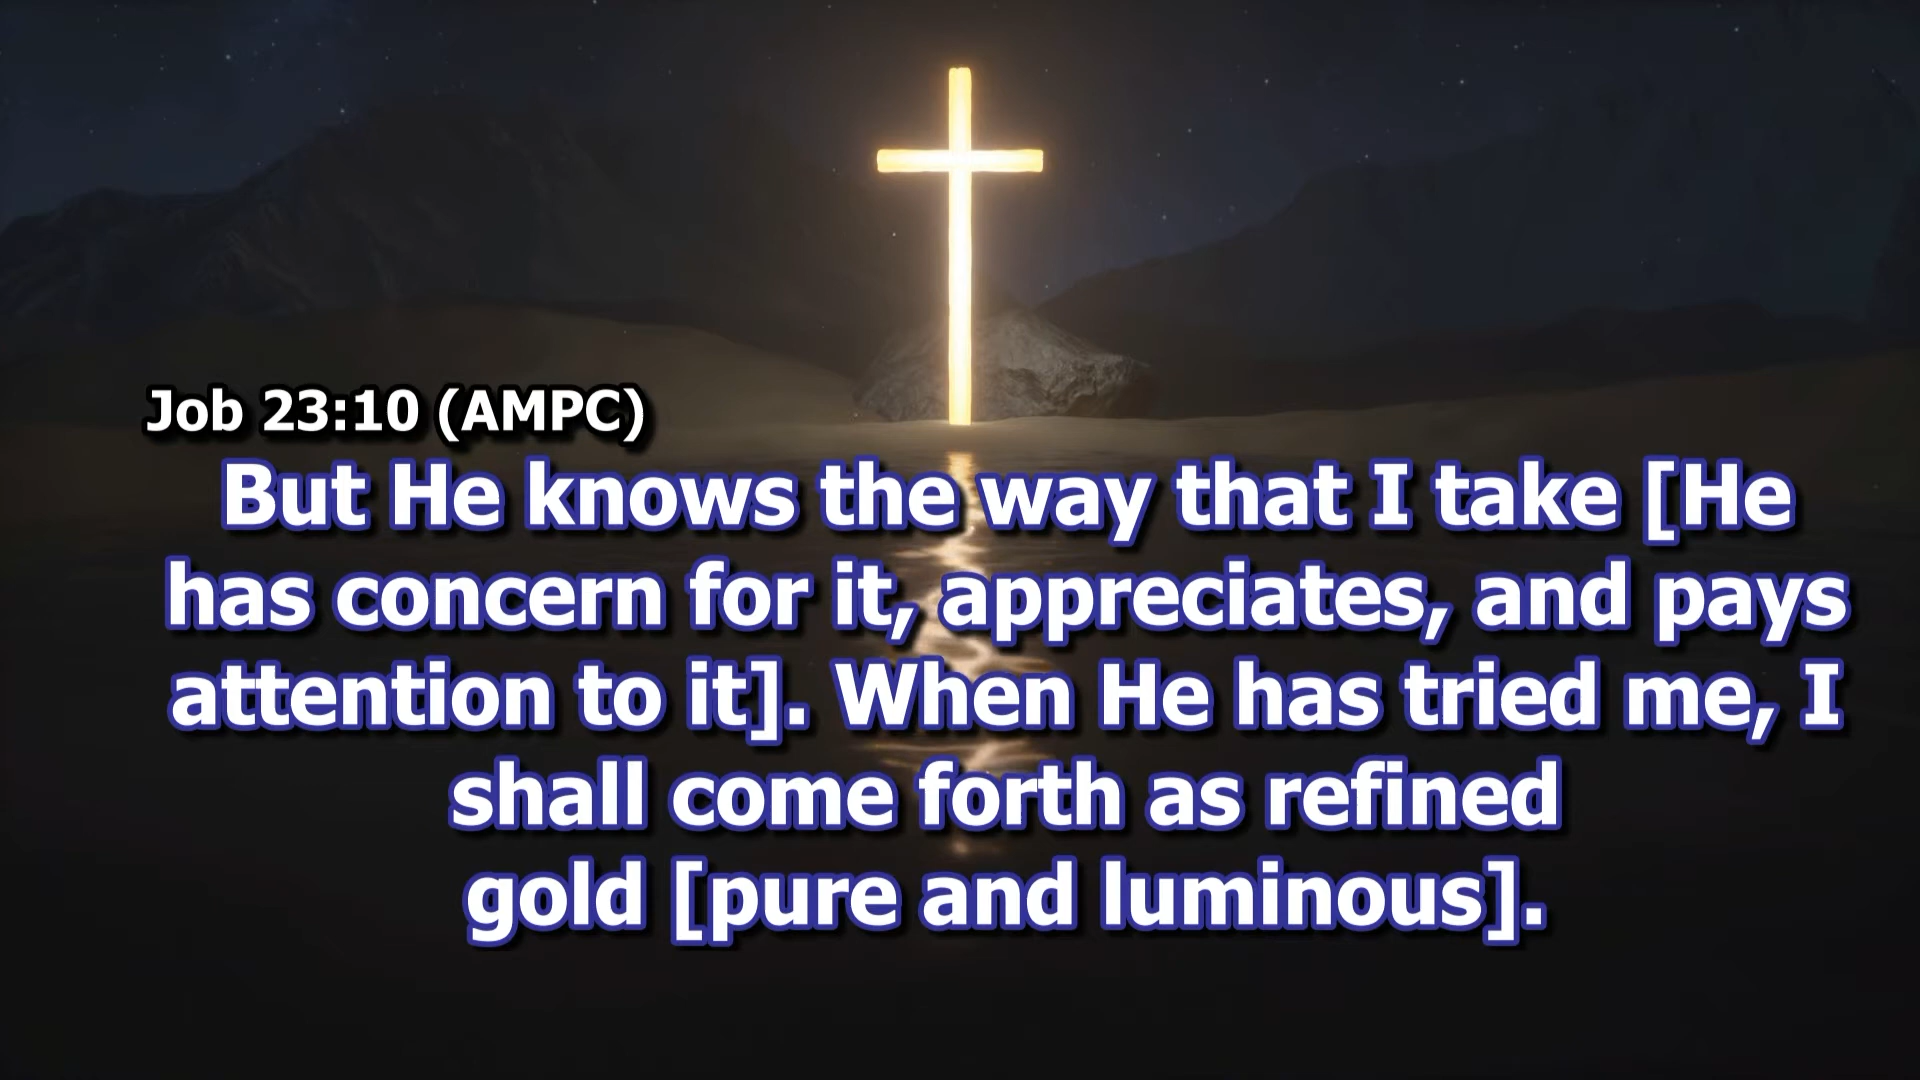 Job 23:10 (AMPC)
But He knows the way that I take [He
has concern for it, appreciates, and pays
attention to it]. When He has tried me, I
shall come forth as refined
gold [pure and luminous].